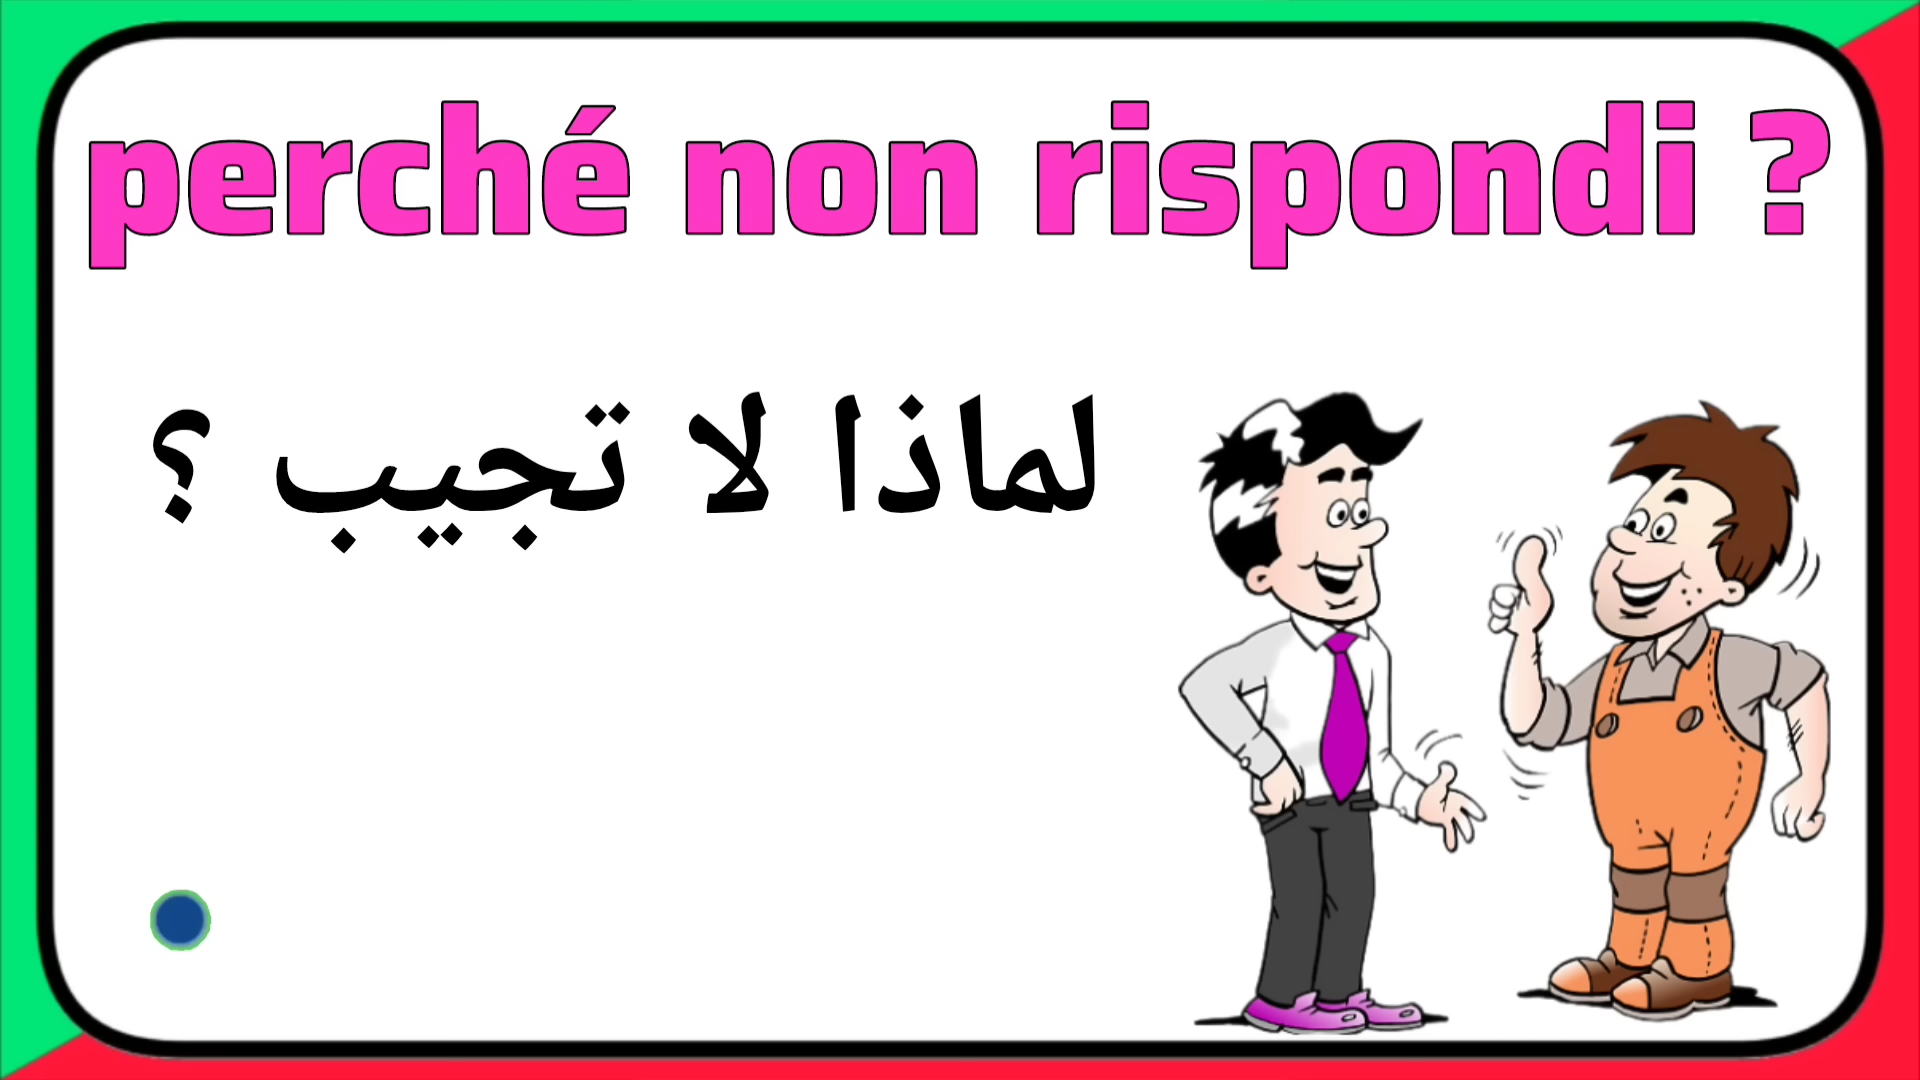 perché non rispondi ?
لماذا لا تجيب ؟